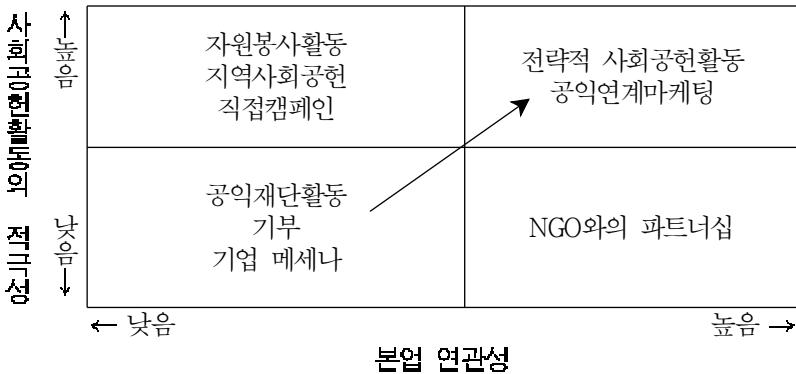 사회공헌활동의 적극성
← 낮음 높음 →
자원봉사활동
지역사회공헌
직접캠페인
전략적 사회공헌활동
공익연계마케팅
공익재단활동
기부
기업 메세나
NGO와의 파트너십
← 낮음 높음 →
본업 연관성